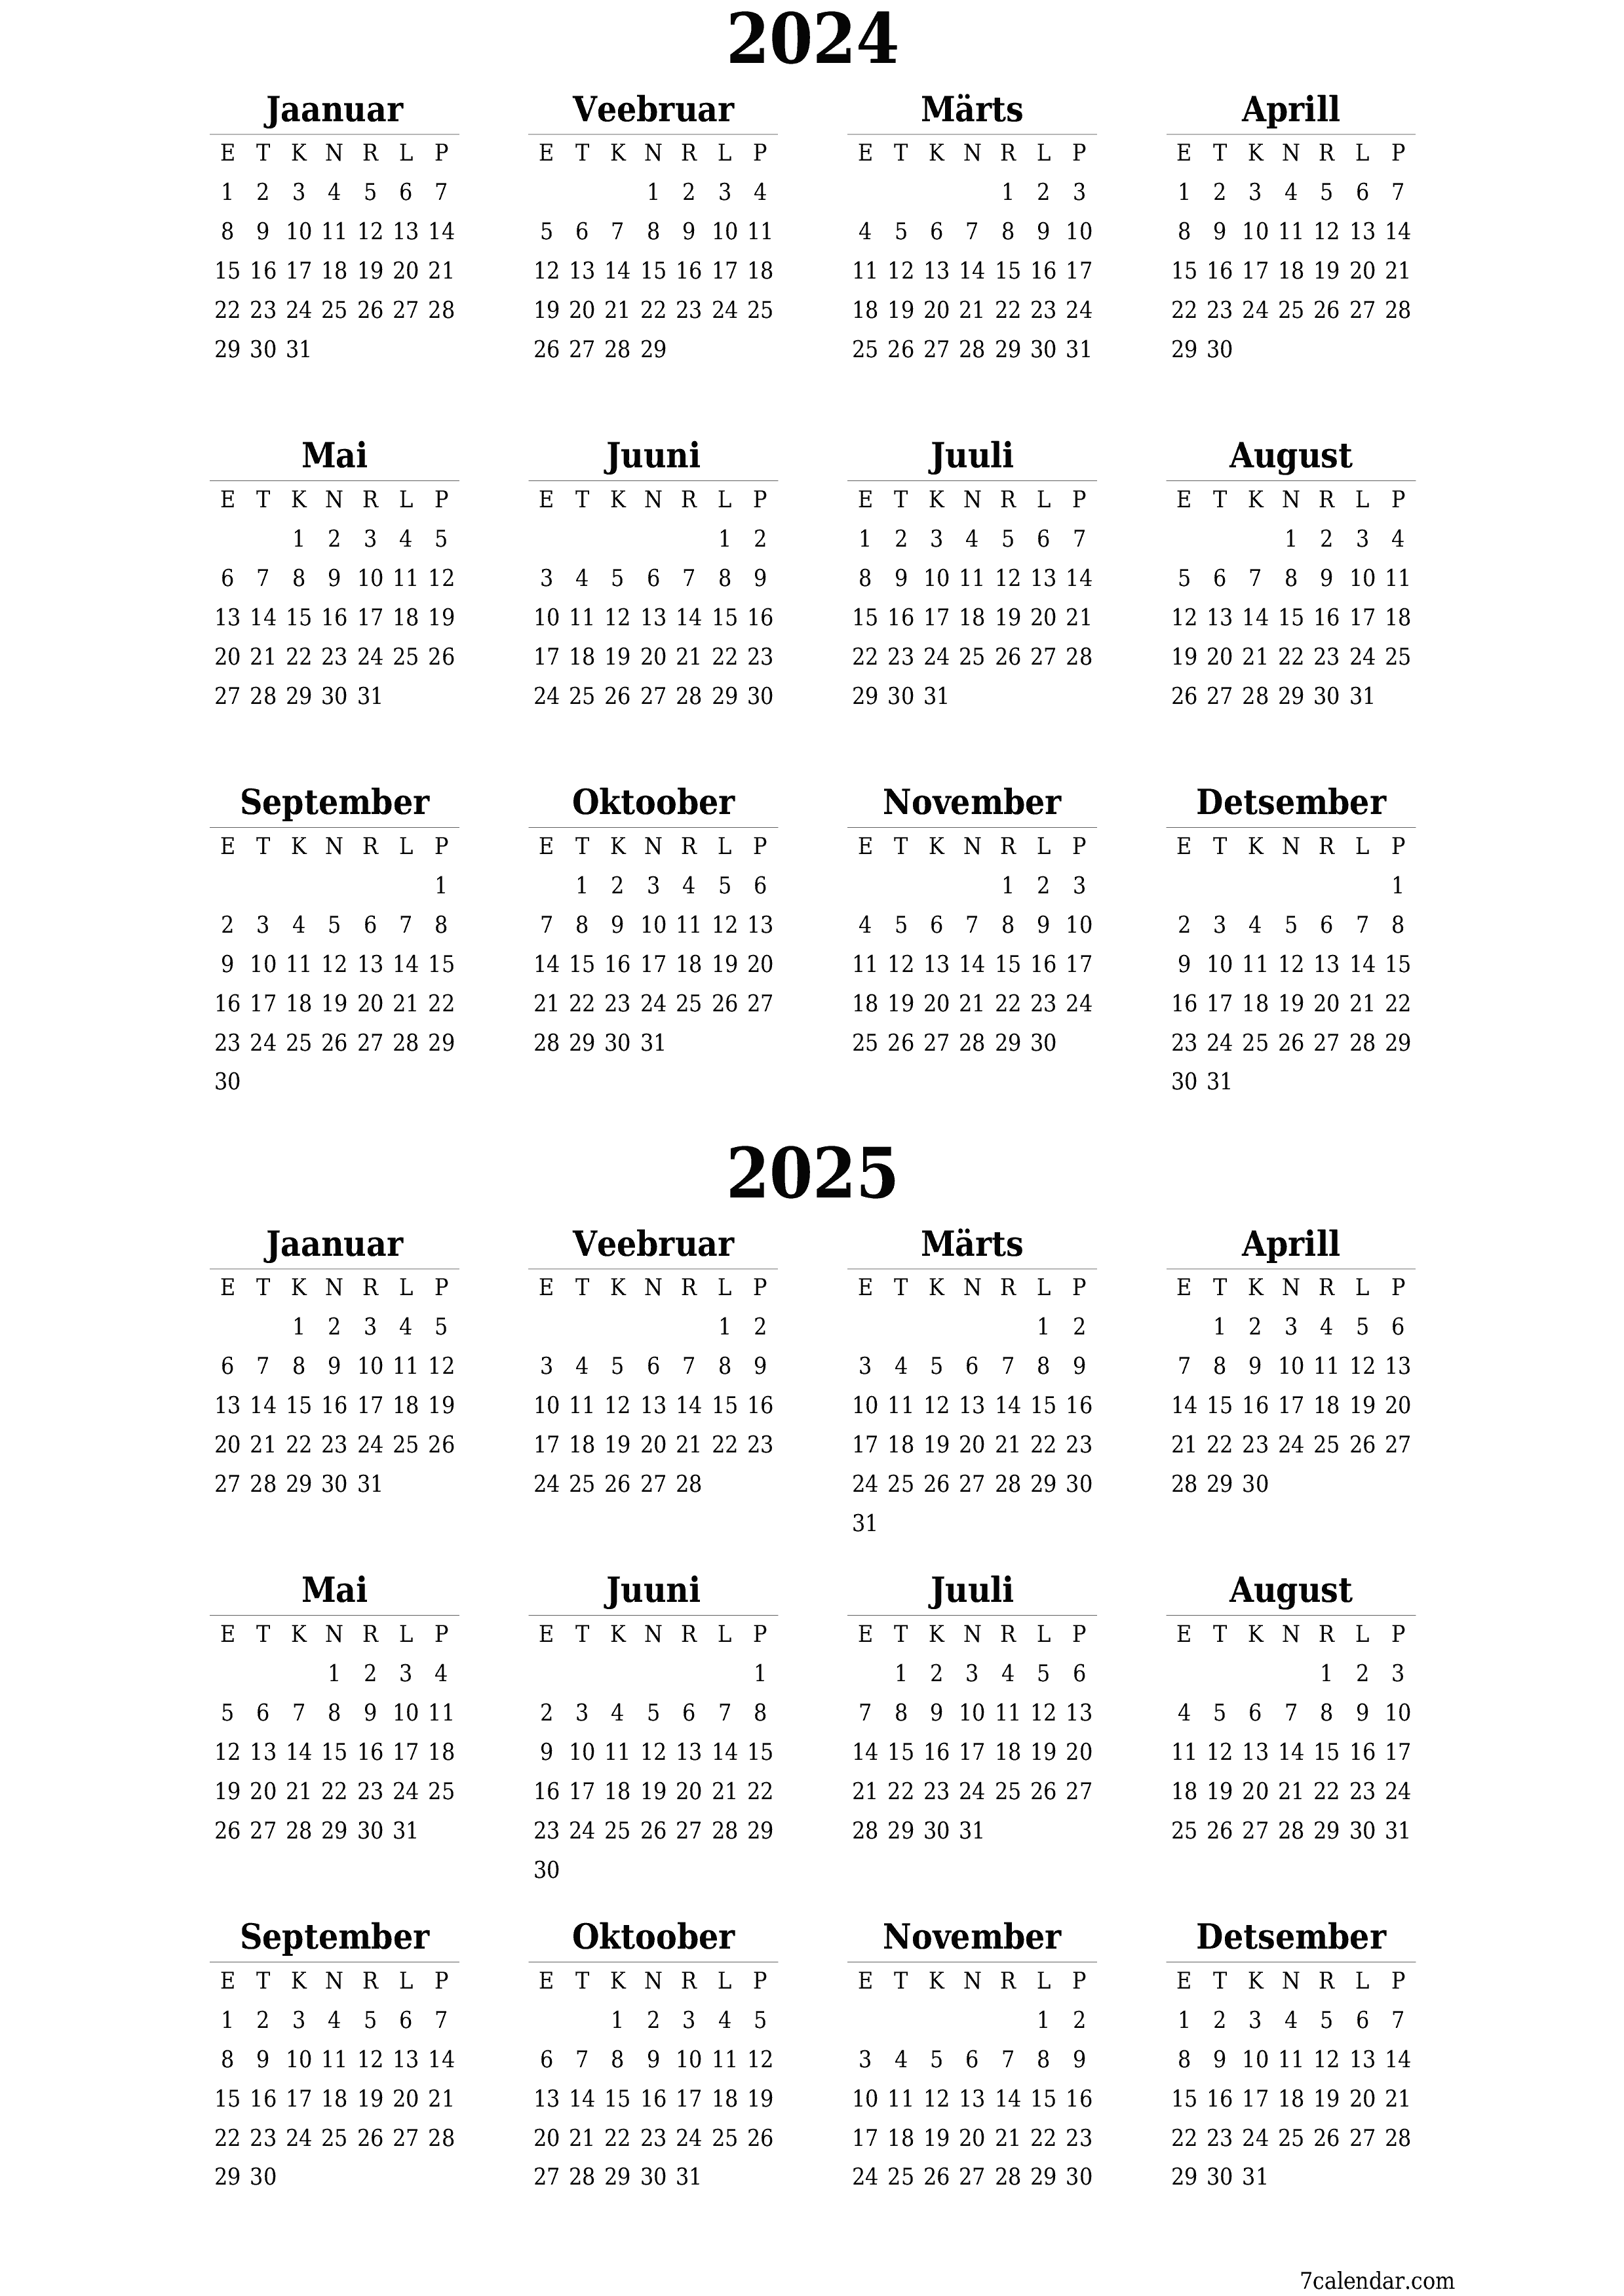 2024
Jaanuar Veebruar Märts Aprill
E T K N R L P E T K N R L P E T K N R L P E T K N R L P
1 2 3 4 5 6 7 1 2 3 4 1 2 3 1 2 3 4 5 6 7
8 9 10 11 12 13 14 5 6 7 8 9 10 11 4 5 6 7 8 9 10 8 9 10 11 12 13 14
15 16 17 18 19 20 21 12 13 14 15 16 17 18 11 12 13 14 15 16 17 15 16 17 18 19 20 21
22 23 24 25 26 27 28 19 20 21 22 23 24 25 18 19 20 21 22 23 24 22 23 24 25 26 27 28
29 30 31 26 27 28 29 25 26 27 28 29 30 31 29 30
Mai Juuni Juuli August
E T K N R L P E T K N R L P E T K N R L P E T K N R L P
1 2 3 4 5 1 2 1 2 3 4 5 6 7 1 2 3 4
6 7 8 9 10 11 12 3 4 5 6 7 8 9 8 9 10 11 12 13 14 5 6 7 8 9 10 11
13 14 15 16 17 18 19 10 11 12 13 14 15 16 15 16 17 18 19 20 21 12 13 14 15 16 17 18
20 21 22 23 24 25 26 17 18 19 20 21 22 23 22 23 24 25 26 27 28 19 20 21 22 23 24 25
27 28 29 30 31 24 25 26 27 28 29 30 29 30 31 26 27 28 29 30 31
September Oktoober November Detsember
E T K N R L P E T K N R L P E T K N R L P E T K N R L P
1 1 2 3 4 5 6 1 2 3 1
2 3 4 5 6 7 8 7 8 9 10 11 12 13 4 5 6 7 8 9 10 2 3 4 5 6 7 8
9 10 11 12 13 14 15 14 15 16 17 18 19 20 11 12 13 14 15 16 17 9 10 11 12 13 14 15
16 17 18 19 20 21 22 21 22 23 24 25 26 27 18 19 20 21 22 23 24 16 17 18 19 20 21 22
23 24 25 26 27 28 29 28 29 30 31 25 26 27 28 29 30 23 24 25 26 27 28 29
30 30 31
2025
Jaanuar Veebruar Märts Aprill
E T K N R L P E T K N R L P E T K N R L P E T K N R L P
1 2 3 4 5 1 2 1 2 1 2 3 4 5 6
6 7 8 9 10 11 12 3 4 5 6 7 8 9 3 4 5 6 7 8 9 7 8 9 10 11 12 13
13 14 15 16 17 18 19 10 11 12 13 14 15 16 10 11 12 13 14 15 16 14 15 16 17 18 19 20
20 21 22 23 24 25 26 17 18 19 20 21 22 23 17 18 19 20 21 22 23 21 22 23 24 25 26 27
27 28 29 30 31 24 25 26 27 28 24 25 26 27 28 29 30 28 29 30
31
Mai Juuni Juuli August
E T K N R L P E T K N R L P E T K N R L P E T K N R L P
1 2 3 4 1 1 2 3 4 5 6 1 2 3
5 6 7 8 9 10 11 2 3 4 5 6 7 8 7 8 9 10 11 12 13 4 5 6 7 8 9 10
12 13 14 15 16 17 18 9 10 11 12 13 14 15 14 15 16 17 18 19 20 11 12 13 14 15 16 17
19 20 21 22 23 24 25 16 17 18 19 20 21 22 21 22 23 24 25 26 27 18 19 20 21 22 23 24
26 27 28 29 30 31 23 24 25 26 27 28 29 28 29 30 31 25 26 27 28 29 30 31
30
September Oktoober November Detsember
E T K N R L P E T K N R L P E T K N R L P E T K N R L P
1 2 3 4 5 6 7 1 2 3 4 5 1 2 1 2 3 4 5 6 7
8 9 10 11 12 13 14 6 7 8 9 10 11 12 3 4 5 6 7 8 9 8 9 10 11 12 13 14
15 16 17 18 19 20 21 13 14 15 16 17 18 19 10 11 12 13 14 15 16 15 16 17 18 19 20 21
22 23 24 25 26 27 28 20 21 22 23 24 25 26 17 18 19 20 21 22 23 22 23 24 25 26 27 28
29 30 27 28 29 30 31 24 25 26 27 28 29 30 29 30 31
7calendar.com